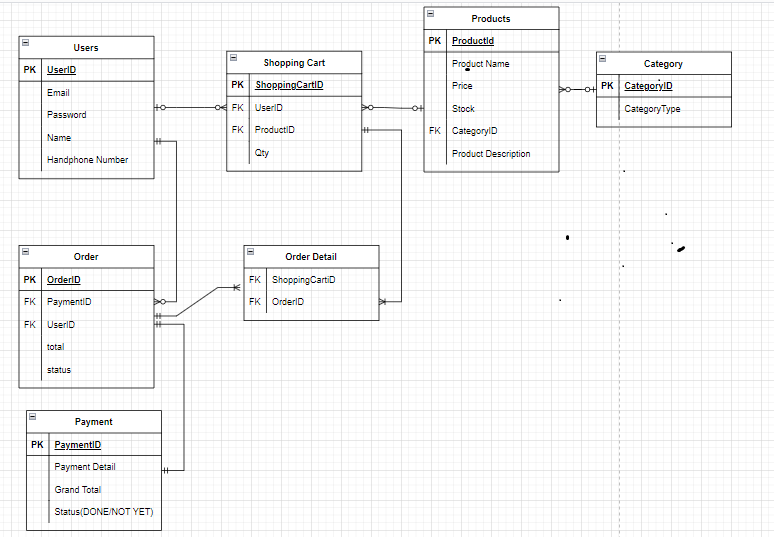 Users
PK UserID
Email
Password
Name
Handphone Number
Shopping Cart
PK ShoppingCartID
FK UserID
FK ProductID
Qty
Products
PK ProductId
Product Name
Price
Stock
FK CategoryID
Product Description
Category
PK CategoryID
CategoryType
Order
PK OrderID
FK PaymentID
FK UserID
total
status
Order Detail
FK ShoppingCartiD
FK OrderID
Payment
PK PaymentID
Payment Detail
Grand Total
Status(DONE/NOT YET)